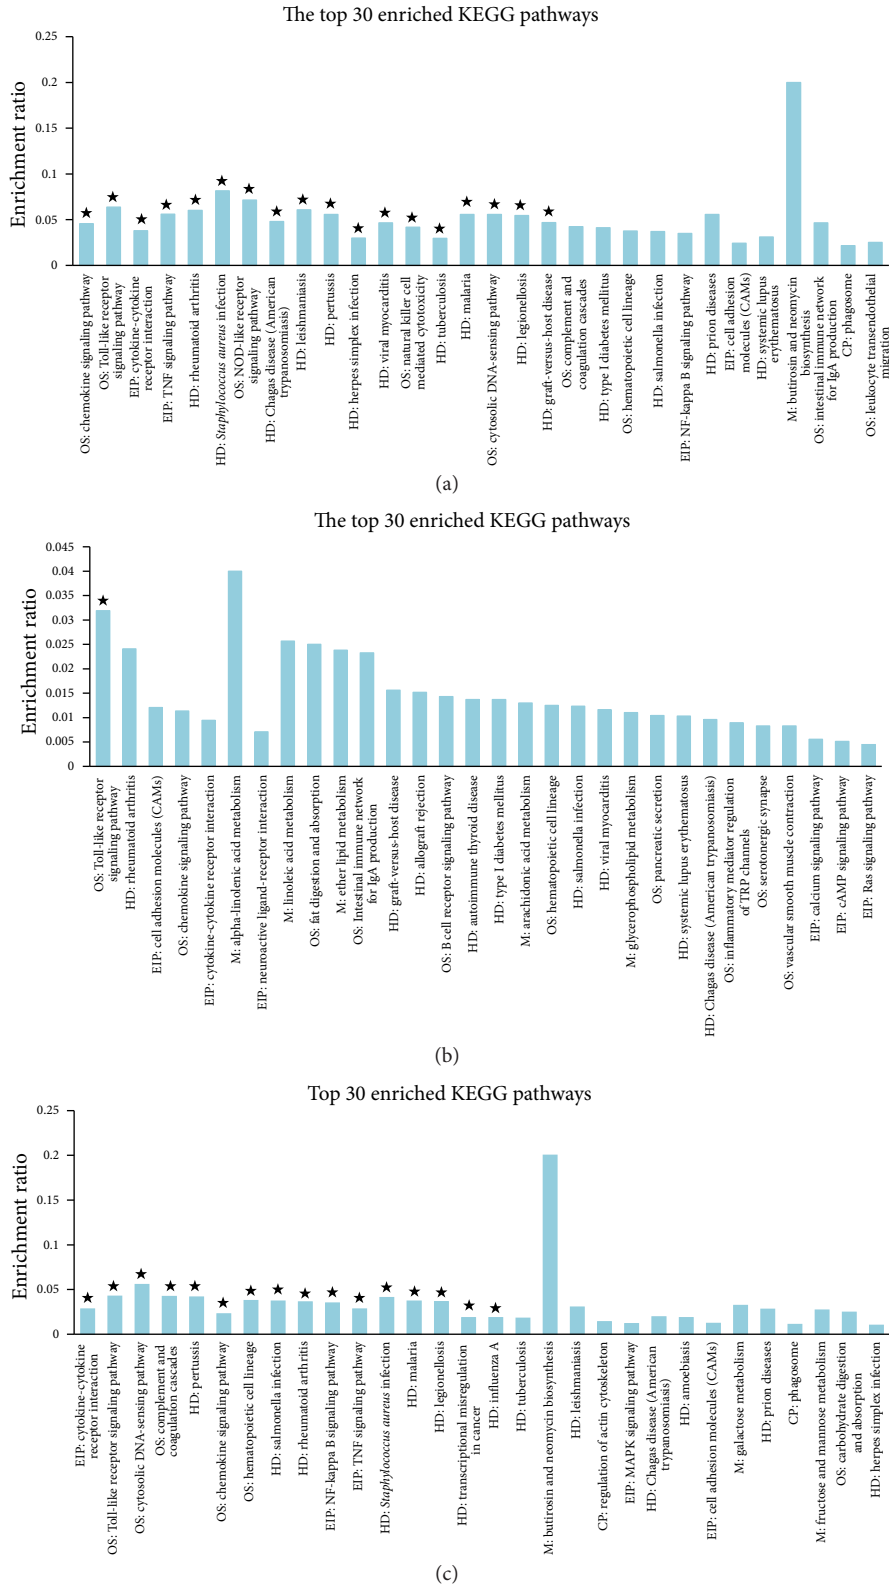 The top 30 enriched KEGG pathways
Enrichment ratio
0.25
0.2
0.15
0.1
0.05
0
OS: chemokine signaling pathway
OS: Toll-like receptor
signaling pathway
EIP: cytokine-cytokine
receptor interaction
EIP: TNF signaling pathway
HD: rheumatoid arthritis
HD: Staphylococcus aureus infection
OS: NOD-like receptor
signaling pathway
HD: Chagas disease (American
trypanosomiasis)
HD: leishmaniasis
HD: pertussis
HD: herpes simplex infection
HD: viral myocarditis
OS: natural killer cell
mediated cytotoxicity
HD: tuberculosis
HD: malaria
OS: cytosolic DNA-sensing pathway
HD: legionellosis
HD: graft-versus-host disease
OS: complement and
coagulation cascades
HD: type I diabetes mellitus
OS: hematopoietic cell lineage
HD: salmonella infection
EIP: NF-kappa B signaling pathway
HD: prion diseases
EIP: cell adhesion
molecules (CAMs)
HD: systemic lupus
erythematosus
M: butirosin and neomycin
biosynthesis
OS: intestinal immune network
for IgA production
CP: phagosome
OS: leukocyte transendothelial
migration
(a)
The top 30 enriched KEGG pathways
Enrichment ratio
0.045
0.04
0.035
0.03
0.025
0.02
0.015
0.01
0.005
0
OS: Toll-like receptor
signaling pathway
HD: rheumatoid arthritis
EIP: cell adhesion molecules (CAMs)
OS: chemokine signaling pathway
EIP: cytokine-cytokine receptor interaction
M: alpha-linolenic acid metabolism
EIP: neuroactive ligand-receptor interaction
M: linoleic acid metabolism
OS: fat digestion and absorption
M: ether lipid metabolism
OS: Intestinal immune network
for IgA production
HD: graft-versus-host disease
HD: allograft rejection
OS: B cell receptor signaling pathway
HD: autoimmune thyroid disease
HD: type I diabetes mellitus
M: arachidonic acid metabolism
OS: hematopoietic cell lineage
HD: salmonella infection
HD: viral myocarditis
M: glycerophospholipid metabolism
OS: pancreatic secretion
HD: systemic lupus erythematosus
HD: Chagas disease (American trypanosomiasis)
OS: inflammatory mediator regulation
of TRP channels
OS: serotonergic synapse
OS: vascular smooth muscle contraction
EIP: calcium signaling pathway
EIP: cAMP signaling pathway
EIP: Ras signaling pathway
(b)
Top 30 enriched KEGG pathways
Enrichment ratio
0.25
0.2
0.15
0.1
0.05
0
EIP: cytokine-cytokine
receptor interaction
OS: Toll-like receptor signaling pathway
OS: cytosolic DNA-sensing pathway
OS: complement and
coagulation cascades
HD: pertussis
OS: chemokine signaling pathway
OS: hematopoietic cell lineage
HD: salmonella infection
HD: rheumatoid arthritis
EIP: NF-kappa B signaling pathway
EIP: TNF signaling pathway
HD: Staphylococcus aureus infection
HD: malaria
HD: legionellosis
HD: transcriptional misregulation
in cancer
HD: influenza A
HD: tuberculosis
M: butirosin and neomycin biosynthesis
HD: leishmaniasis
CP: regulation of actin cytoskeleton
EIP: MAPK signaling pathway
HD: Chagas disease (American
trypanosomiasis)
HD: amoebiasis
EIP: cell adhesion molecules (CAMs)
M: galactose metabolism
HD: prion diseases
CP: phagosome
M: fructose and mannose metabolism
OS: carbohydrate digestion
and absorption
HD: herpes simplex infection
(c)